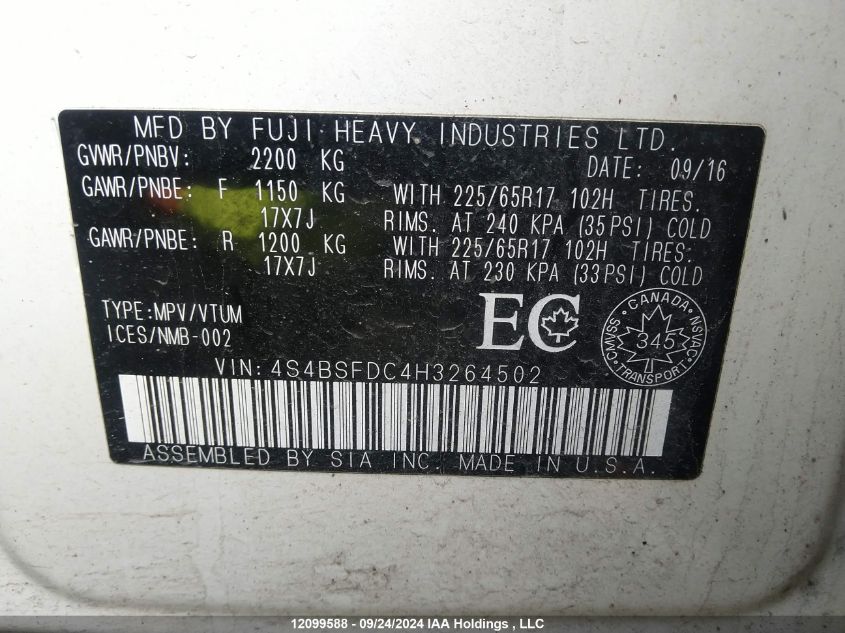 MFD BY FUJI HEAVY INDUSTRIES LTD.
GVWR/PNBV: 2200 KG DATE: 09/16
GAWR/PNBE: F 1150 KG WITH 225/65R17 102H TIRES.
17X7J RIMS. AT 240 KPA (35PSI) COLD
GAWR/PNBE: R 1200 KG WITH 225/65R17 102H TIRES:
17X7J RIMS. AT 230 KPA (33PSI) COLD
TYPE:MPV/VTUM
ICES/NMB-002
EC
CANADA
CMVSS 345 NSVAC
TRANSPORT
VIN: 4S4BSFDC4H3264502
ASSEMBLED BY SIA INC. MADE IN U.S.A.
12099588 - 09/24/2024 IAA Holdings , LLC